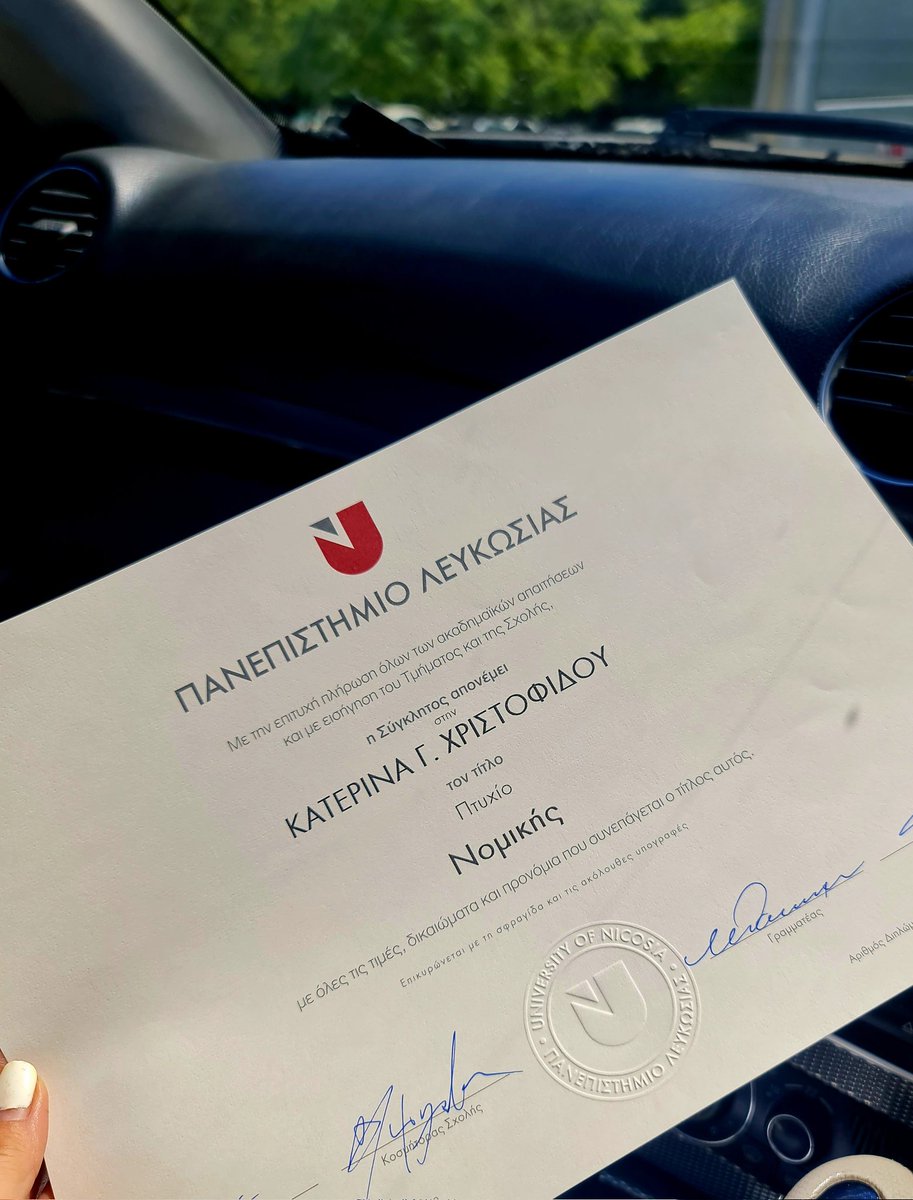 ΠΑΝΕΠΙΣΤΗΜΙΟ ΛΕΥΚΩΣΙΑΣ
Με την επιτυχή πλήρωση όλων των ακαδημαϊκών απαιτήσεων
και με εισήγηση του Τμήματος και της Σχολής,
η Σύγκλητος απονέμει
στην
ΚΑΤΕΡΙΝΑ Γ. ΧΡΙΣΤΟΦΙΔΟΥ
τον τίτλο
Πτυχίο
Νομικής
με όλες τις τιμές, δικαιώματα και προνόμια που συνεπάγεται ο τίτλος αυτός.
Επικυρώνεται με τη σφραγίδα και τις ακόλουθες υπογραφές
Γραμματέας
Αριθμός Διπλώμ
UNIVERSITY OF NICOSIA
ΠΑΝΕΠΙΣΤΗΜΙΟ ΛΕΥΚΩΣΙΑΣ
Κοσμήτορας Σχολής